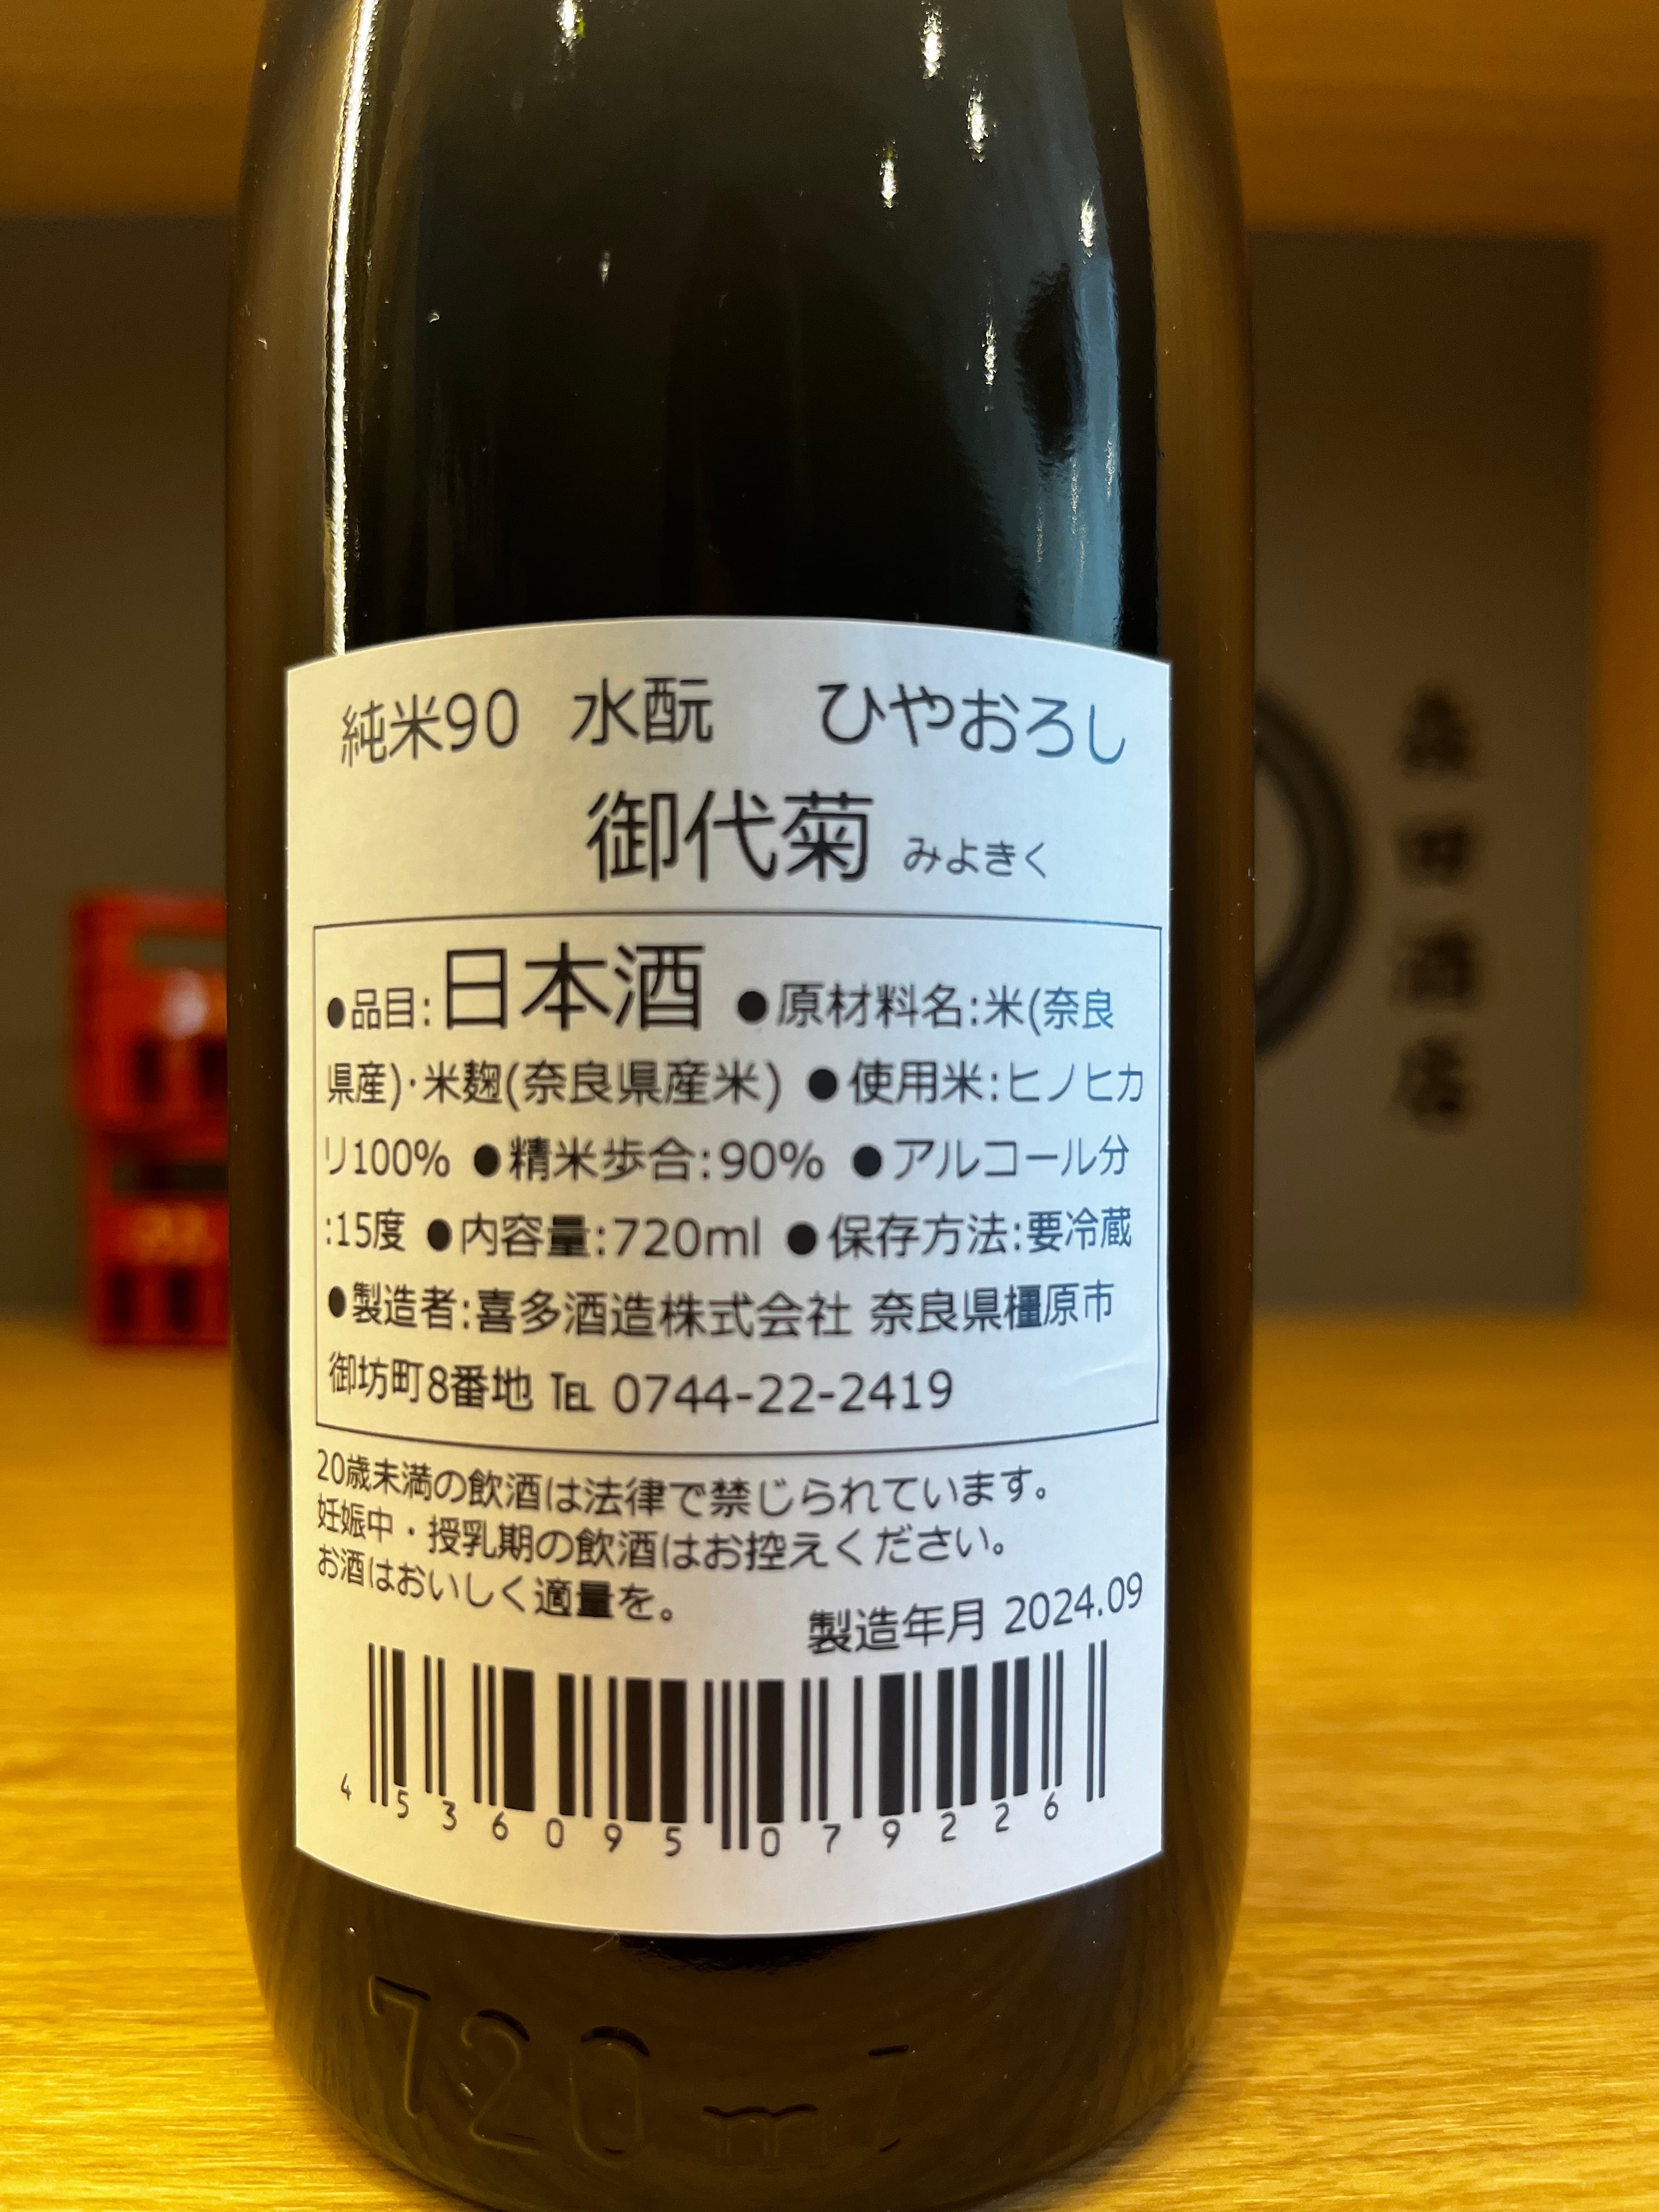 純米90 水酛 ひやおろし
御代菊 みよきく
●品目:日本酒 ●原材料名:米(奈良
県産)・米麹(奈良県産米) ●使用米:ヒノヒカ
リ100% ●精米歩合:90% ●アルコール分
:15度 ●内容量:720ml ●保存方法:要冷蔵
●製造者:喜多酒造株式会社 奈良県橿原市
御坊町8番地 ℡ 0744-22-2419
20歳未満の飲酒は法律で禁じられています。
妊娠中・授乳期の飲酒はお控えください。
お酒はおいしく適量を。
製造年月 2024.09
4 536095 079226
720ml
酒店